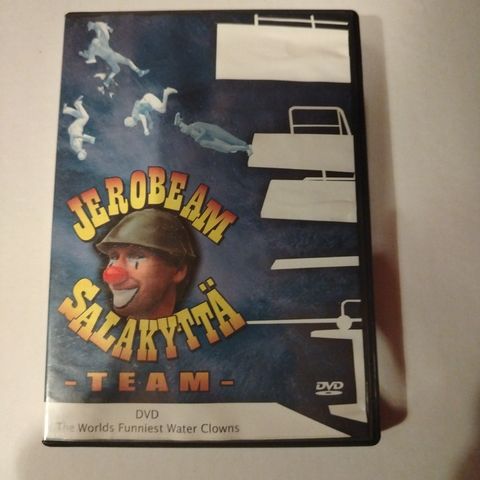 JEROBEAM
SALAKYTTÄ
- TEAM -
DVD
DVD
The Worlds Funniest Water Clowns